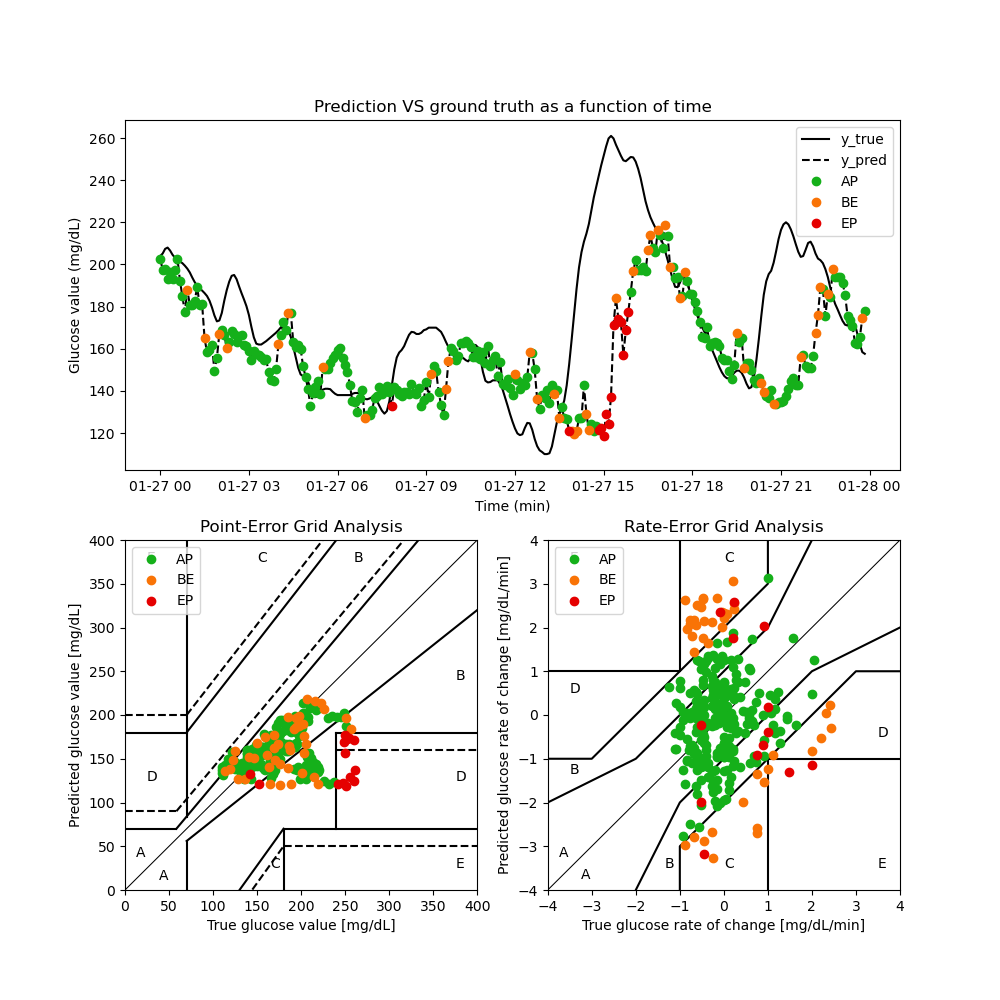 Prediction VS ground truth as a function of time
Glucose value (mg/dL)
260
240
220
200
180
160
140
120
y_true
y_pred
AP
BE
EP
01-27 00
01-27 03
01-27 06
01-27 09
01-27 12
01-27 15
01-27 18
01-27 21
01-28 00
Time (min)
Point-Error Grid Analysis
Predicted glucose value [mg/dL]
400
350
300
250
200
150
100
50
0
AP
BE
EP
C
B
B
D
D
A
A
C
E
0
50
100
150
200
250
300
350
400
True glucose value [mg/dL]
Rate-Error Grid Analysis
Predicted glucose rate of change [mg/dL/min]
4
3
2
1
0
−1
−2
−3
−4
AP
BE
EP
C
D
D
B
A
A
B
C
E
−4
−3
−2
−1
0
1
2
3
4
True glucose rate of change [mg/dL/min]